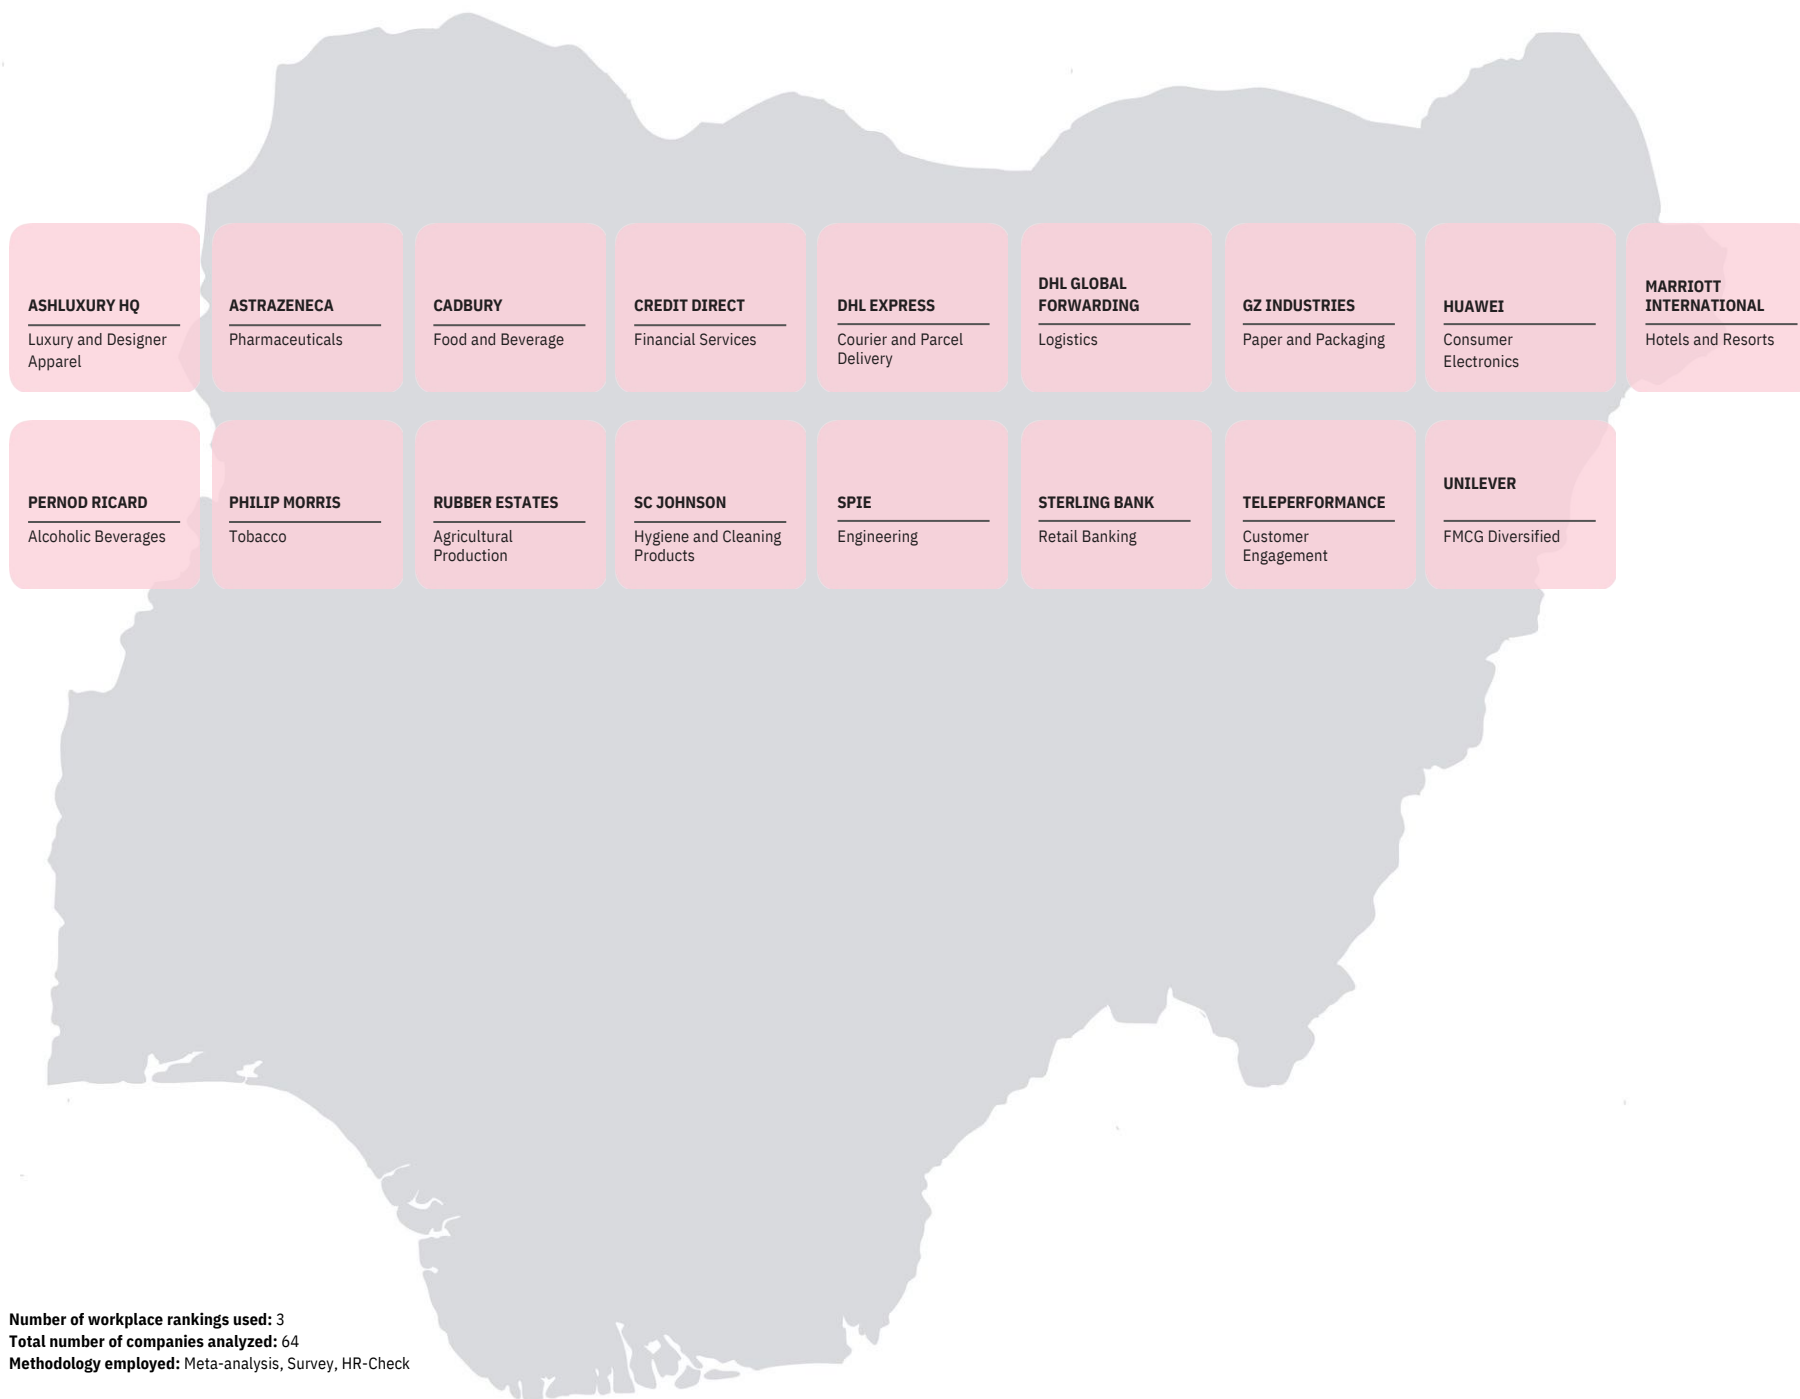 ASHLUXURY HQ
Luxury and Designer
Apparel
ASTRAZENECA
Pharmaceuticals
CADBURY
Food and Beverage
CREDIT DIRECT
Financial Services
DHL EXPRESS
Courier and Parcel
Delivery
DHL GLOBAL
FORWARDING
Logistics
GZ INDUSTRIES
Paper and Packaging
HUAWEI
Consumer
Electronics
MARRIOTT
INTERNATIONAL
Hotels and Resorts
PERNOD RICARD
Alcoholic Beverages
PHILIP MORRIS
Tobacco
RUBBER ESTATES
Agricultural
Production
SC JOHNSON
Hygiene and Cleaning
Products
SPIE
Engineering
STERLING BANK
Retail Banking
TELEPERFORMANCE
Customer
Engagement
UNILEVER
FMCG Diversified
Number of workplace rankings used: 3
Total number of companies analyzed: 64
Methodology employed: Meta-analysis, Survey, HR-Check